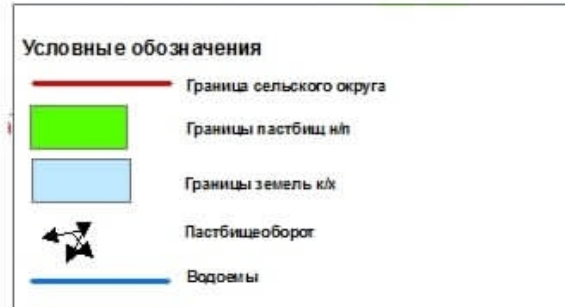 Условные обозначения
Граница сельского округа
Границы пастбищ н/п
Границы земель к/х
Пастбищеоборот
Водоемы